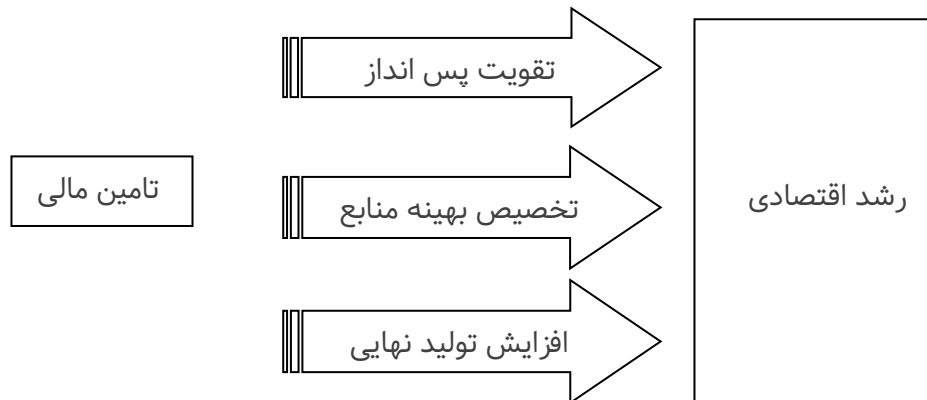 تقویت پس انداز
تامین مالی
تخصیص بهینه منابع
رشد اقتصادی
افزایش تولید نهایی